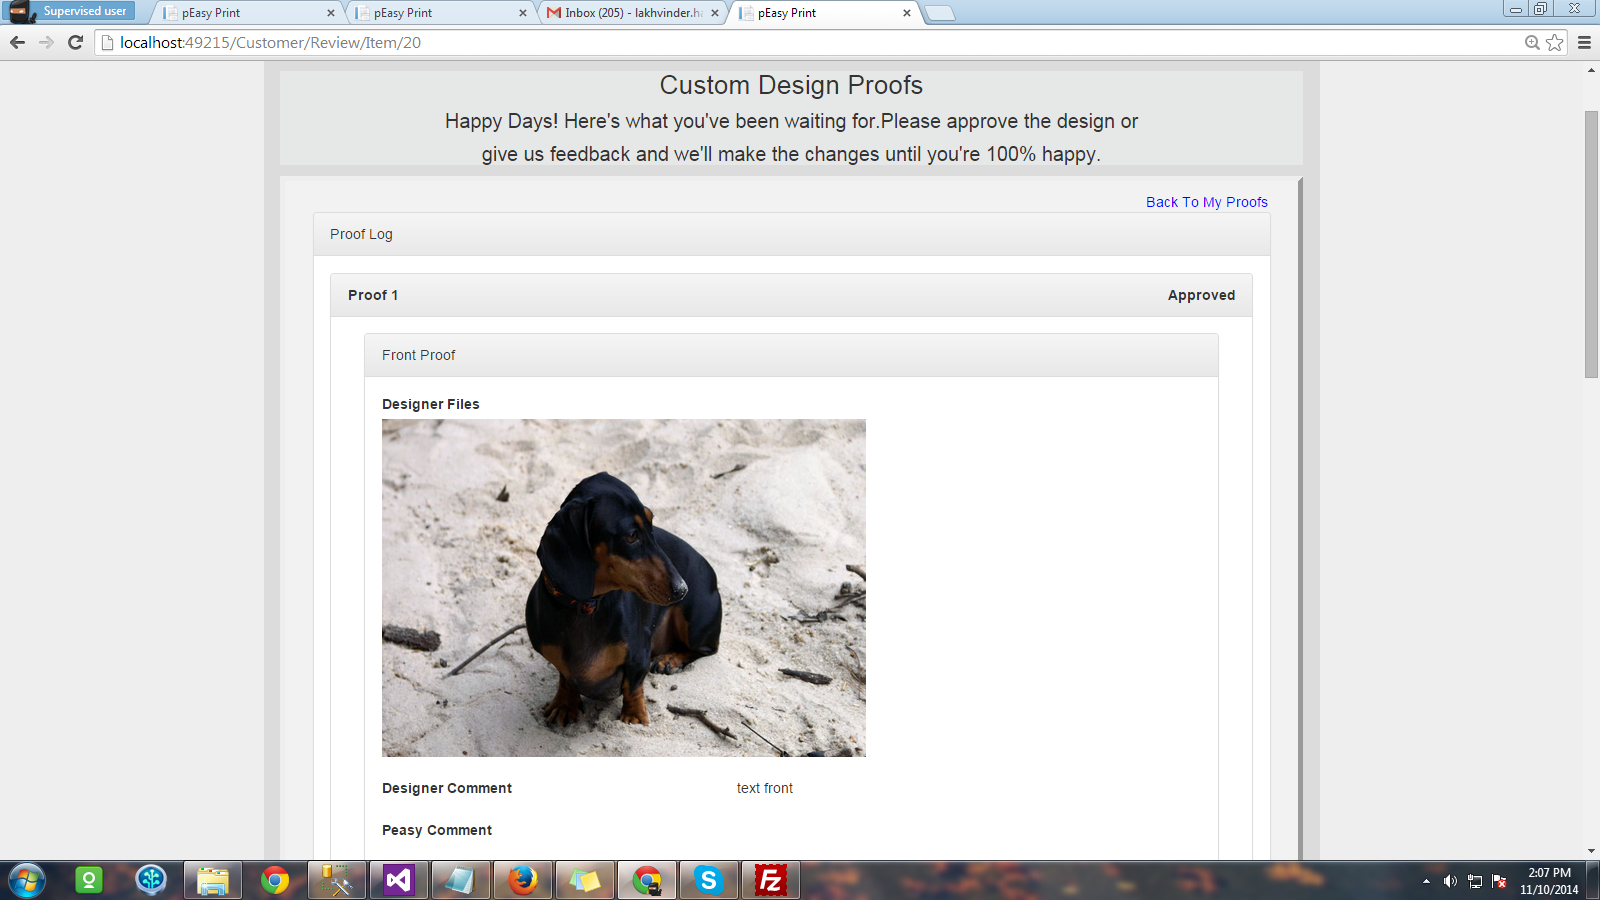 Supervised user
pEasy Print
pEasy Print
Inbox (205) - lakhvinder.ha
pEasy Print
localhost:49215/Customer/Review/Item/20
Custom Design Proofs
Happy Days! Here's what you've been waiting for.Please approve the design or
give us feedback and we'll make the changes until you're 100% happy.
Back To My Proofs
Proof Log
Proof 1
Approved
Front Proof
Designer Files
Designer Comment
text front
Peasy Comment
2:07 PM
11/10/2014